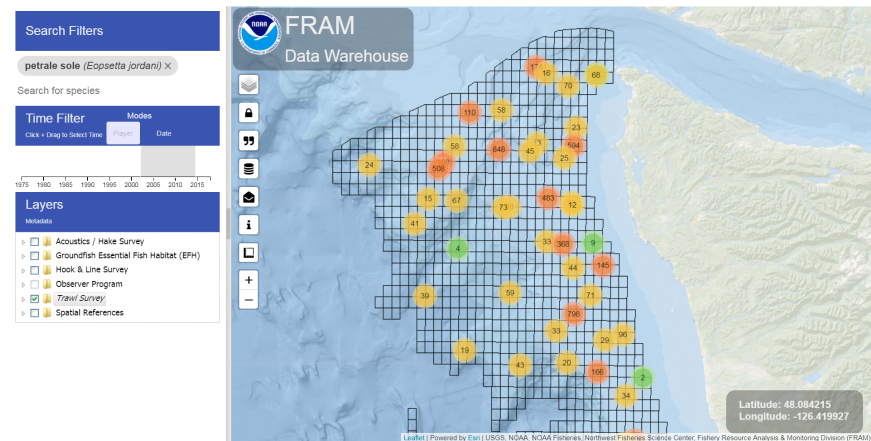 Search Filters
petrale sole (Eopsetta jordani) ×
Search for species
Time Filter
Modes
Click + Drag to Select Time
Player
Date
1975 1980 1985 1990 1995 2000 2005 2010 2015
Layers
Metadata
Acoustics / Hake Survey
Groundfish Essential Fish Habitat (EFH)
Hook & Line Survey
Observer Program
Trawl Survey
Spatial References
NOAA
FRAM
Data Warehouse
+
−
16
68
70
110
58
23
58
848
45
594
25
24
508
15
67
73
483
12
41
4
33
368
9
44
145
39
59
71
798
33
29
96
19
43
20
166
2
34
Latitude: 48.084215
Longitude: -126.419927
Leaflet | Powered by Esri | USGS, NOAA, NOAA Fisheries, Northwest Fisheries Science Center, Fishery Resource Analysis & Monitoring Division (FRAM)